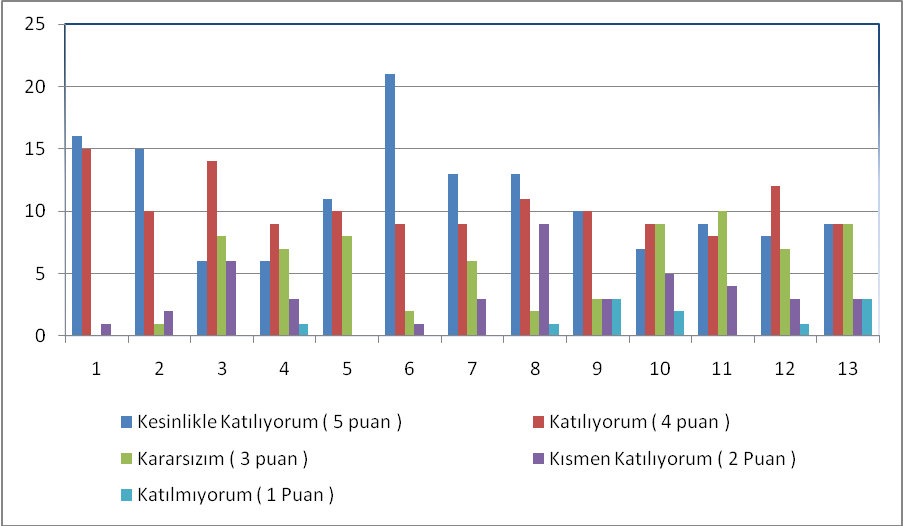 25
20
15
10
5
0
1 2 3 4 5 6 7 8 9 10 11 12 13
Kesinlikle Katılıyorum ( 5 puan ) Katılıyorum ( 4 puan )
Kararsızım ( 3 puan ) Kısmen Katılıyorum ( 2 Puan )
Katılmıyorum ( 1 Puan )